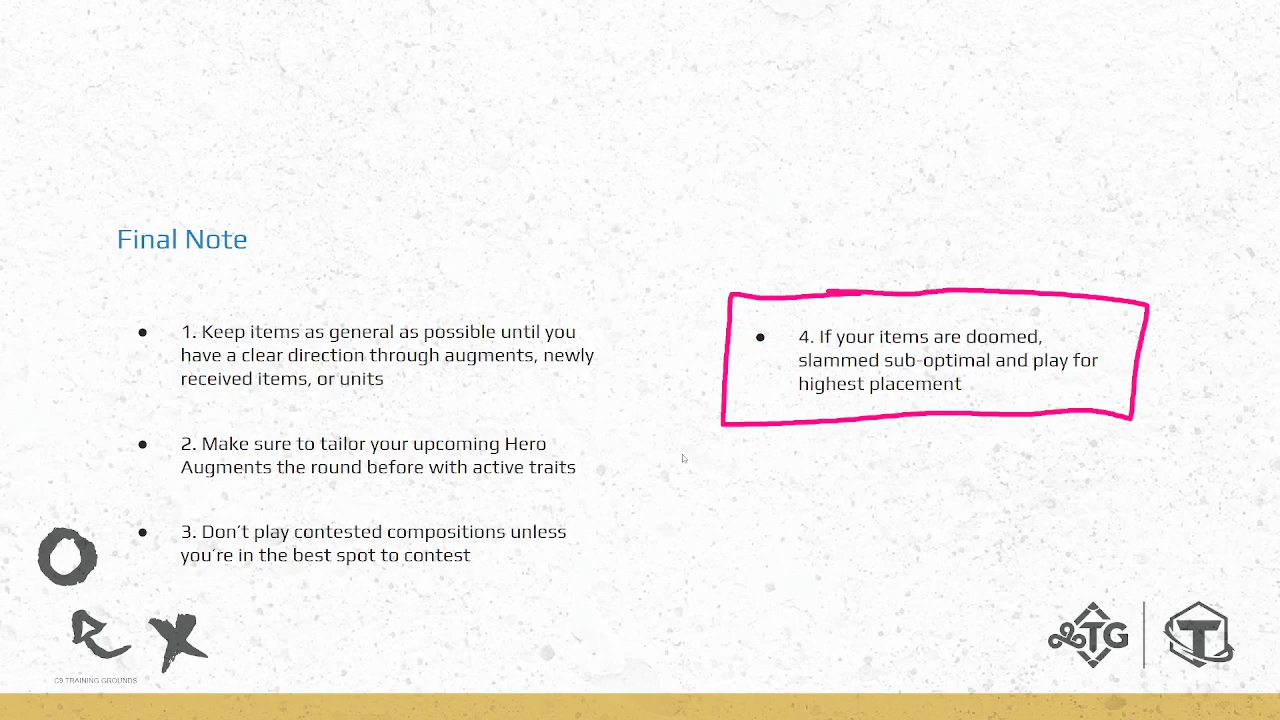 Final Note
● 1. Keep items as general as possible until you
have a clear direction through augments, newly
received items, or units
● 2. Make sure to tailor your upcoming Hero
Augments the round before with active traits
● 3. Don't play contested compositions unless
you're in the best spot to contest
● 4. If your items are doomed,
slammed sub-optimal and play for
highest placement
C9 TRAINING GROUNDS
TG
T